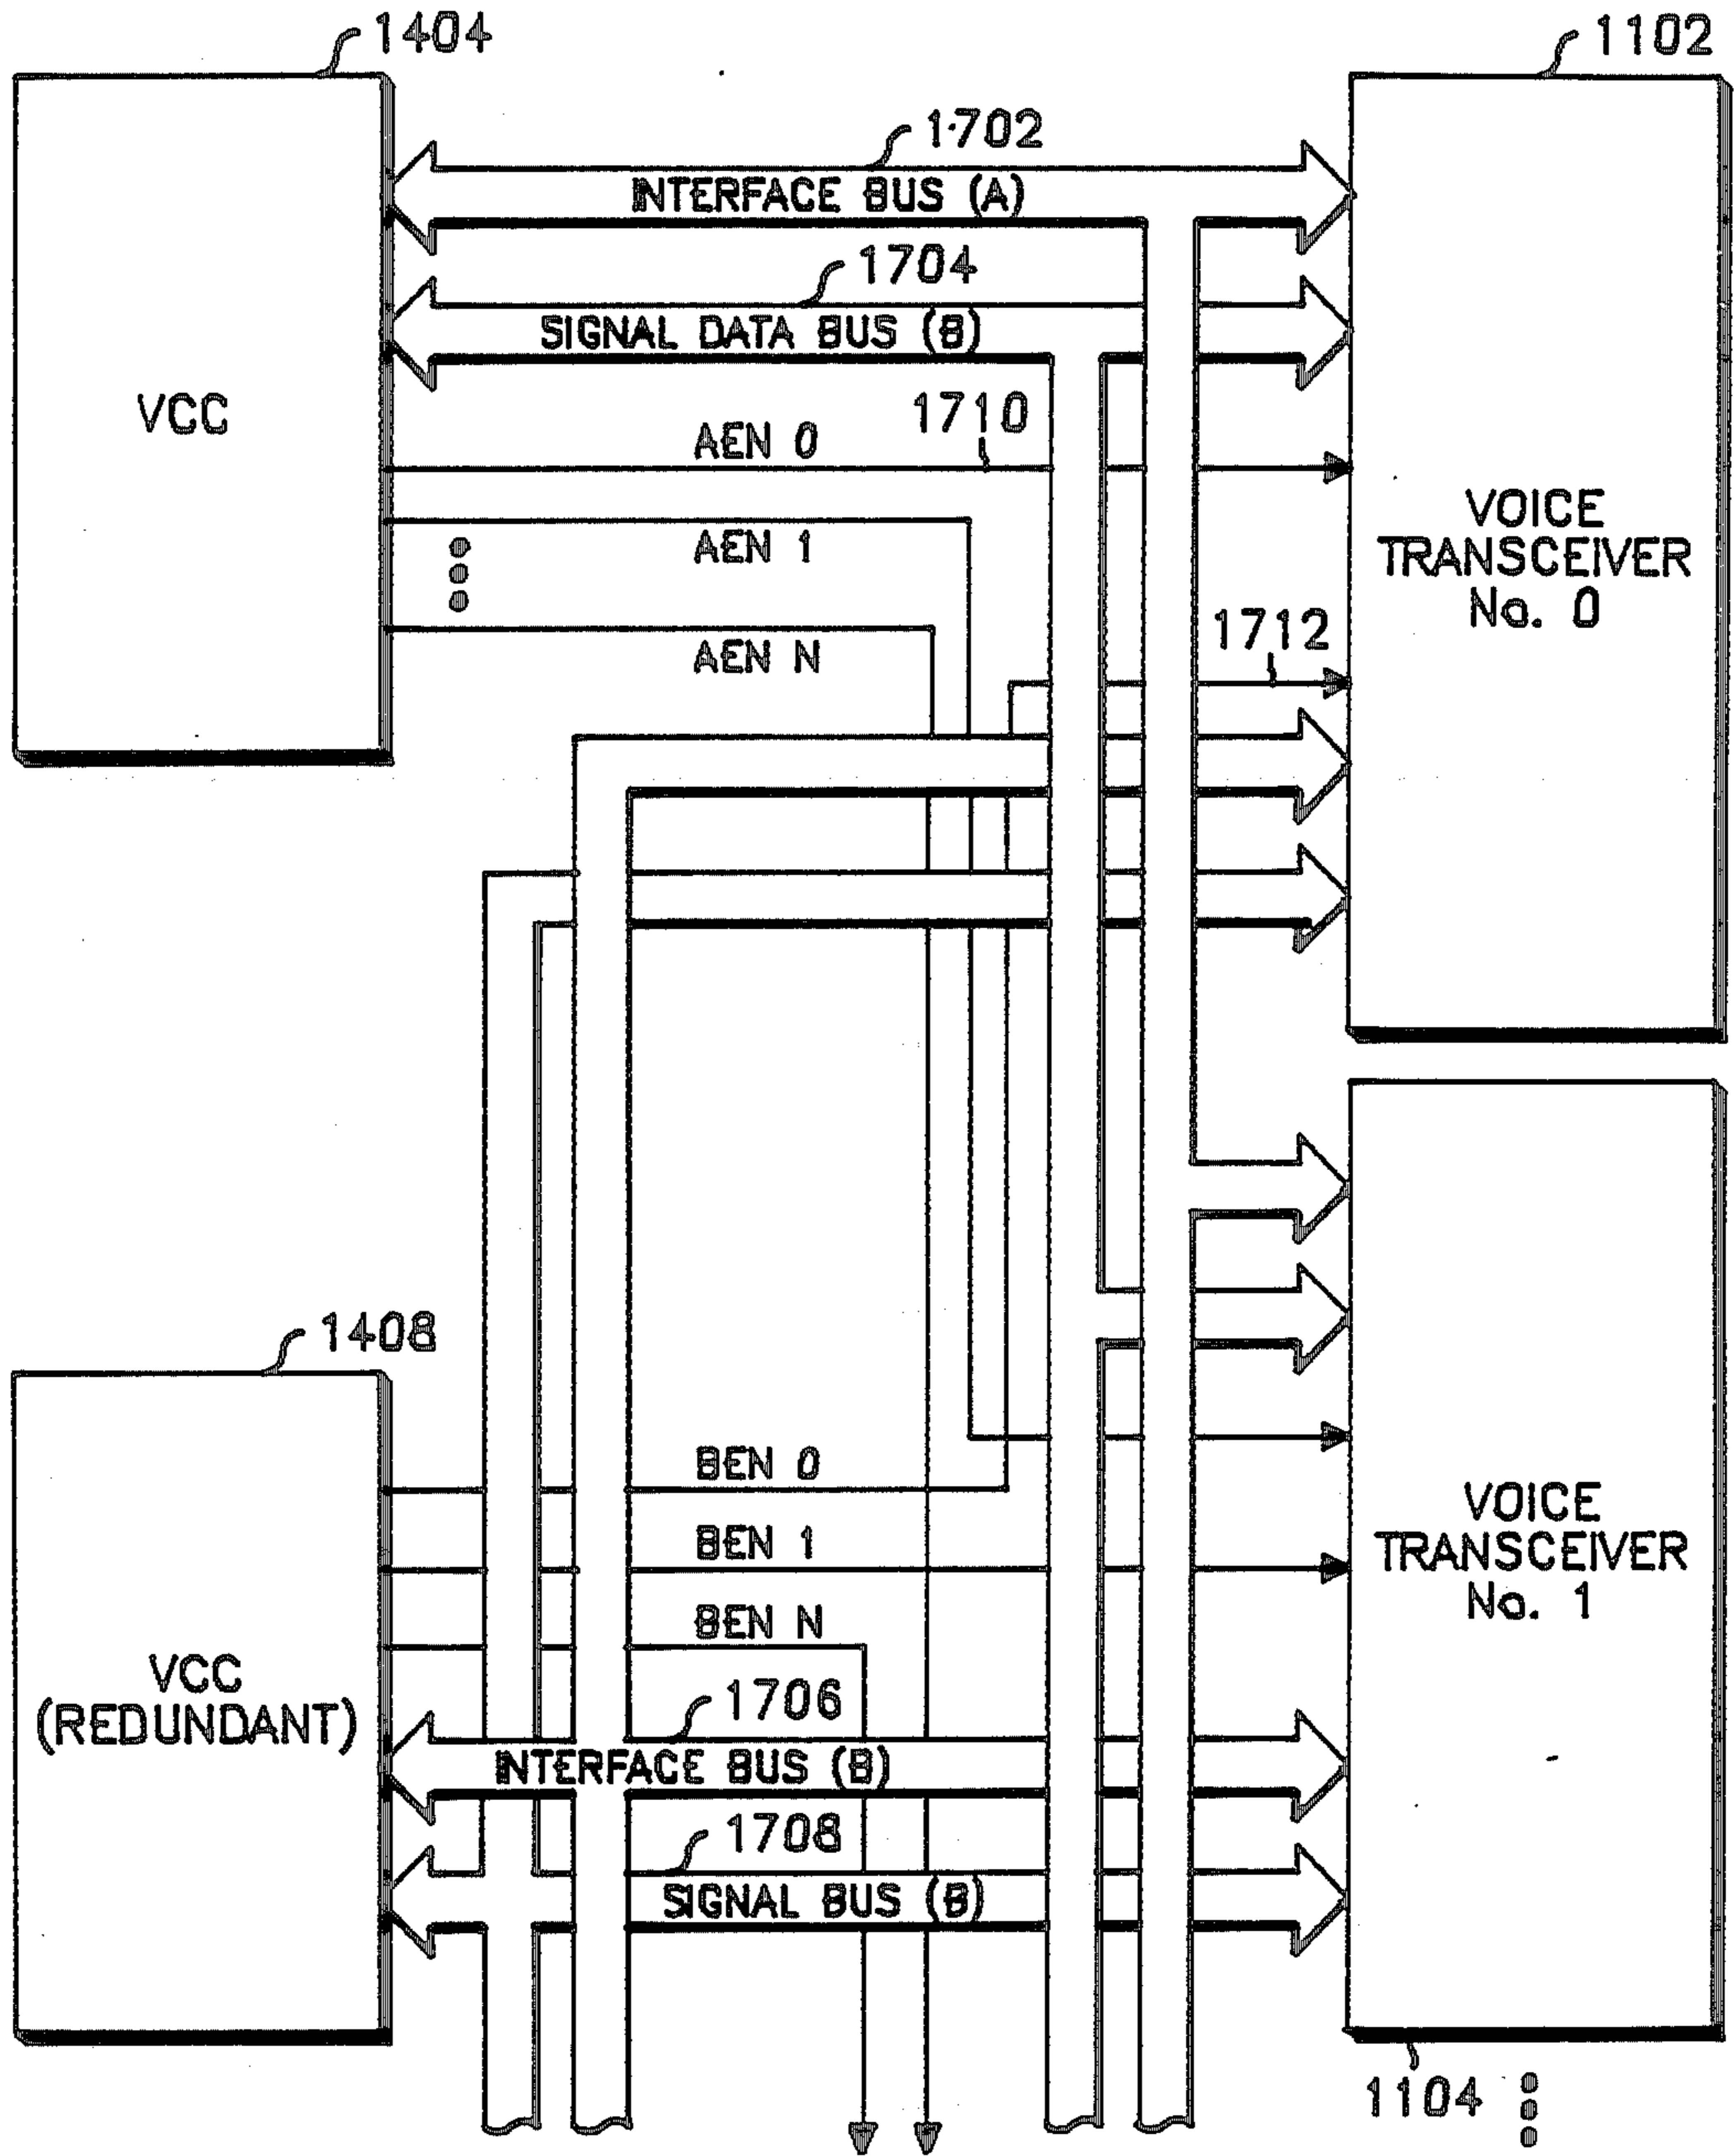 1404
1102
1702
INTERFACE BUS (A)
1704
SIGNAL DATA BUS (B)
VCC
AEN 0
1710
AEN 1
AEN N
VOICE
TRANSCEIVER
No. 0
1712
1408
BEN 0
BEN 1
BEN N
VCC
(REDUNDANT)
VOICE
TRANSCEIVER
No. 1
1706
INTERFACE BUS (B)
1708
SIGNAL BUS (B)
1104